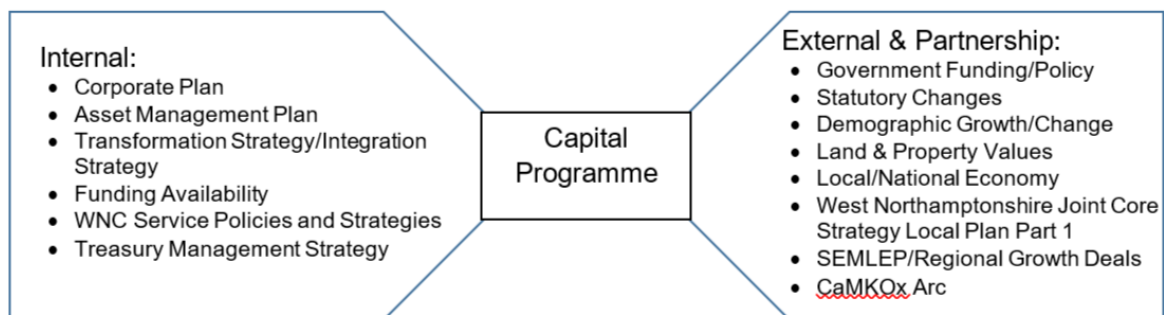 Internal:
• Corporate Plan
• Asset Management Plan
• Transformation Strategy/Integration
Strategy
• Funding Availability
• WNC Service Policies and Strategies
• Treasury Management Strategy
Capital
Programme
External & Partnership:
• Government Funding/Policy
• Statutory Changes
• Demographic Growth/Change
• Land & Property Values
• Local/National Economy
• West Northamptonshire Joint Core
Strategy Local Plan Part 1
• SEMLEP/Regional Growth Deals
• CaMKOx Arc